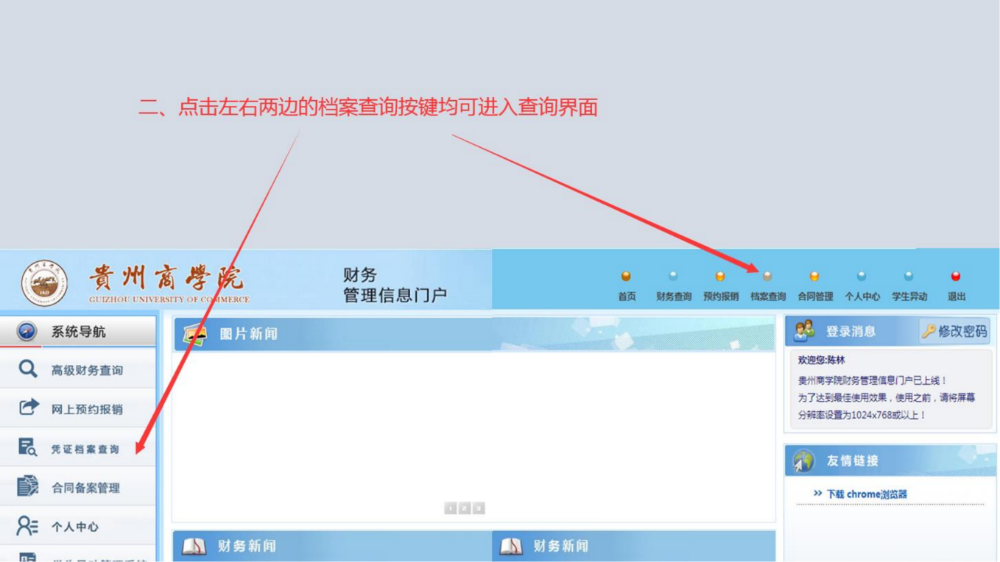 二、点击左右两边的档案查询按键均可进入查询界面
貴州商學院
GUIZHOU UNIVERSITY OF COMMERCE
财务
管理信息门户
首页 财务查询 预约报销 档案查询 合同管理 个人中心 学生异动 退出
系统导航
高级财务查询
网上预约报销
凭证档案查询
合同备案管理
个人中心
图片新闻
1 2 3
财务新闻
财务新闻
登录消息
修改密码
欢迎您:陈林
贵州商学院财务管理信息门户已上线！
为了达到最佳使用效果，使用之前，请将屏幕
分辨率设置为1024x768或以上！
友情链接
>> 下载 chrome浏览器